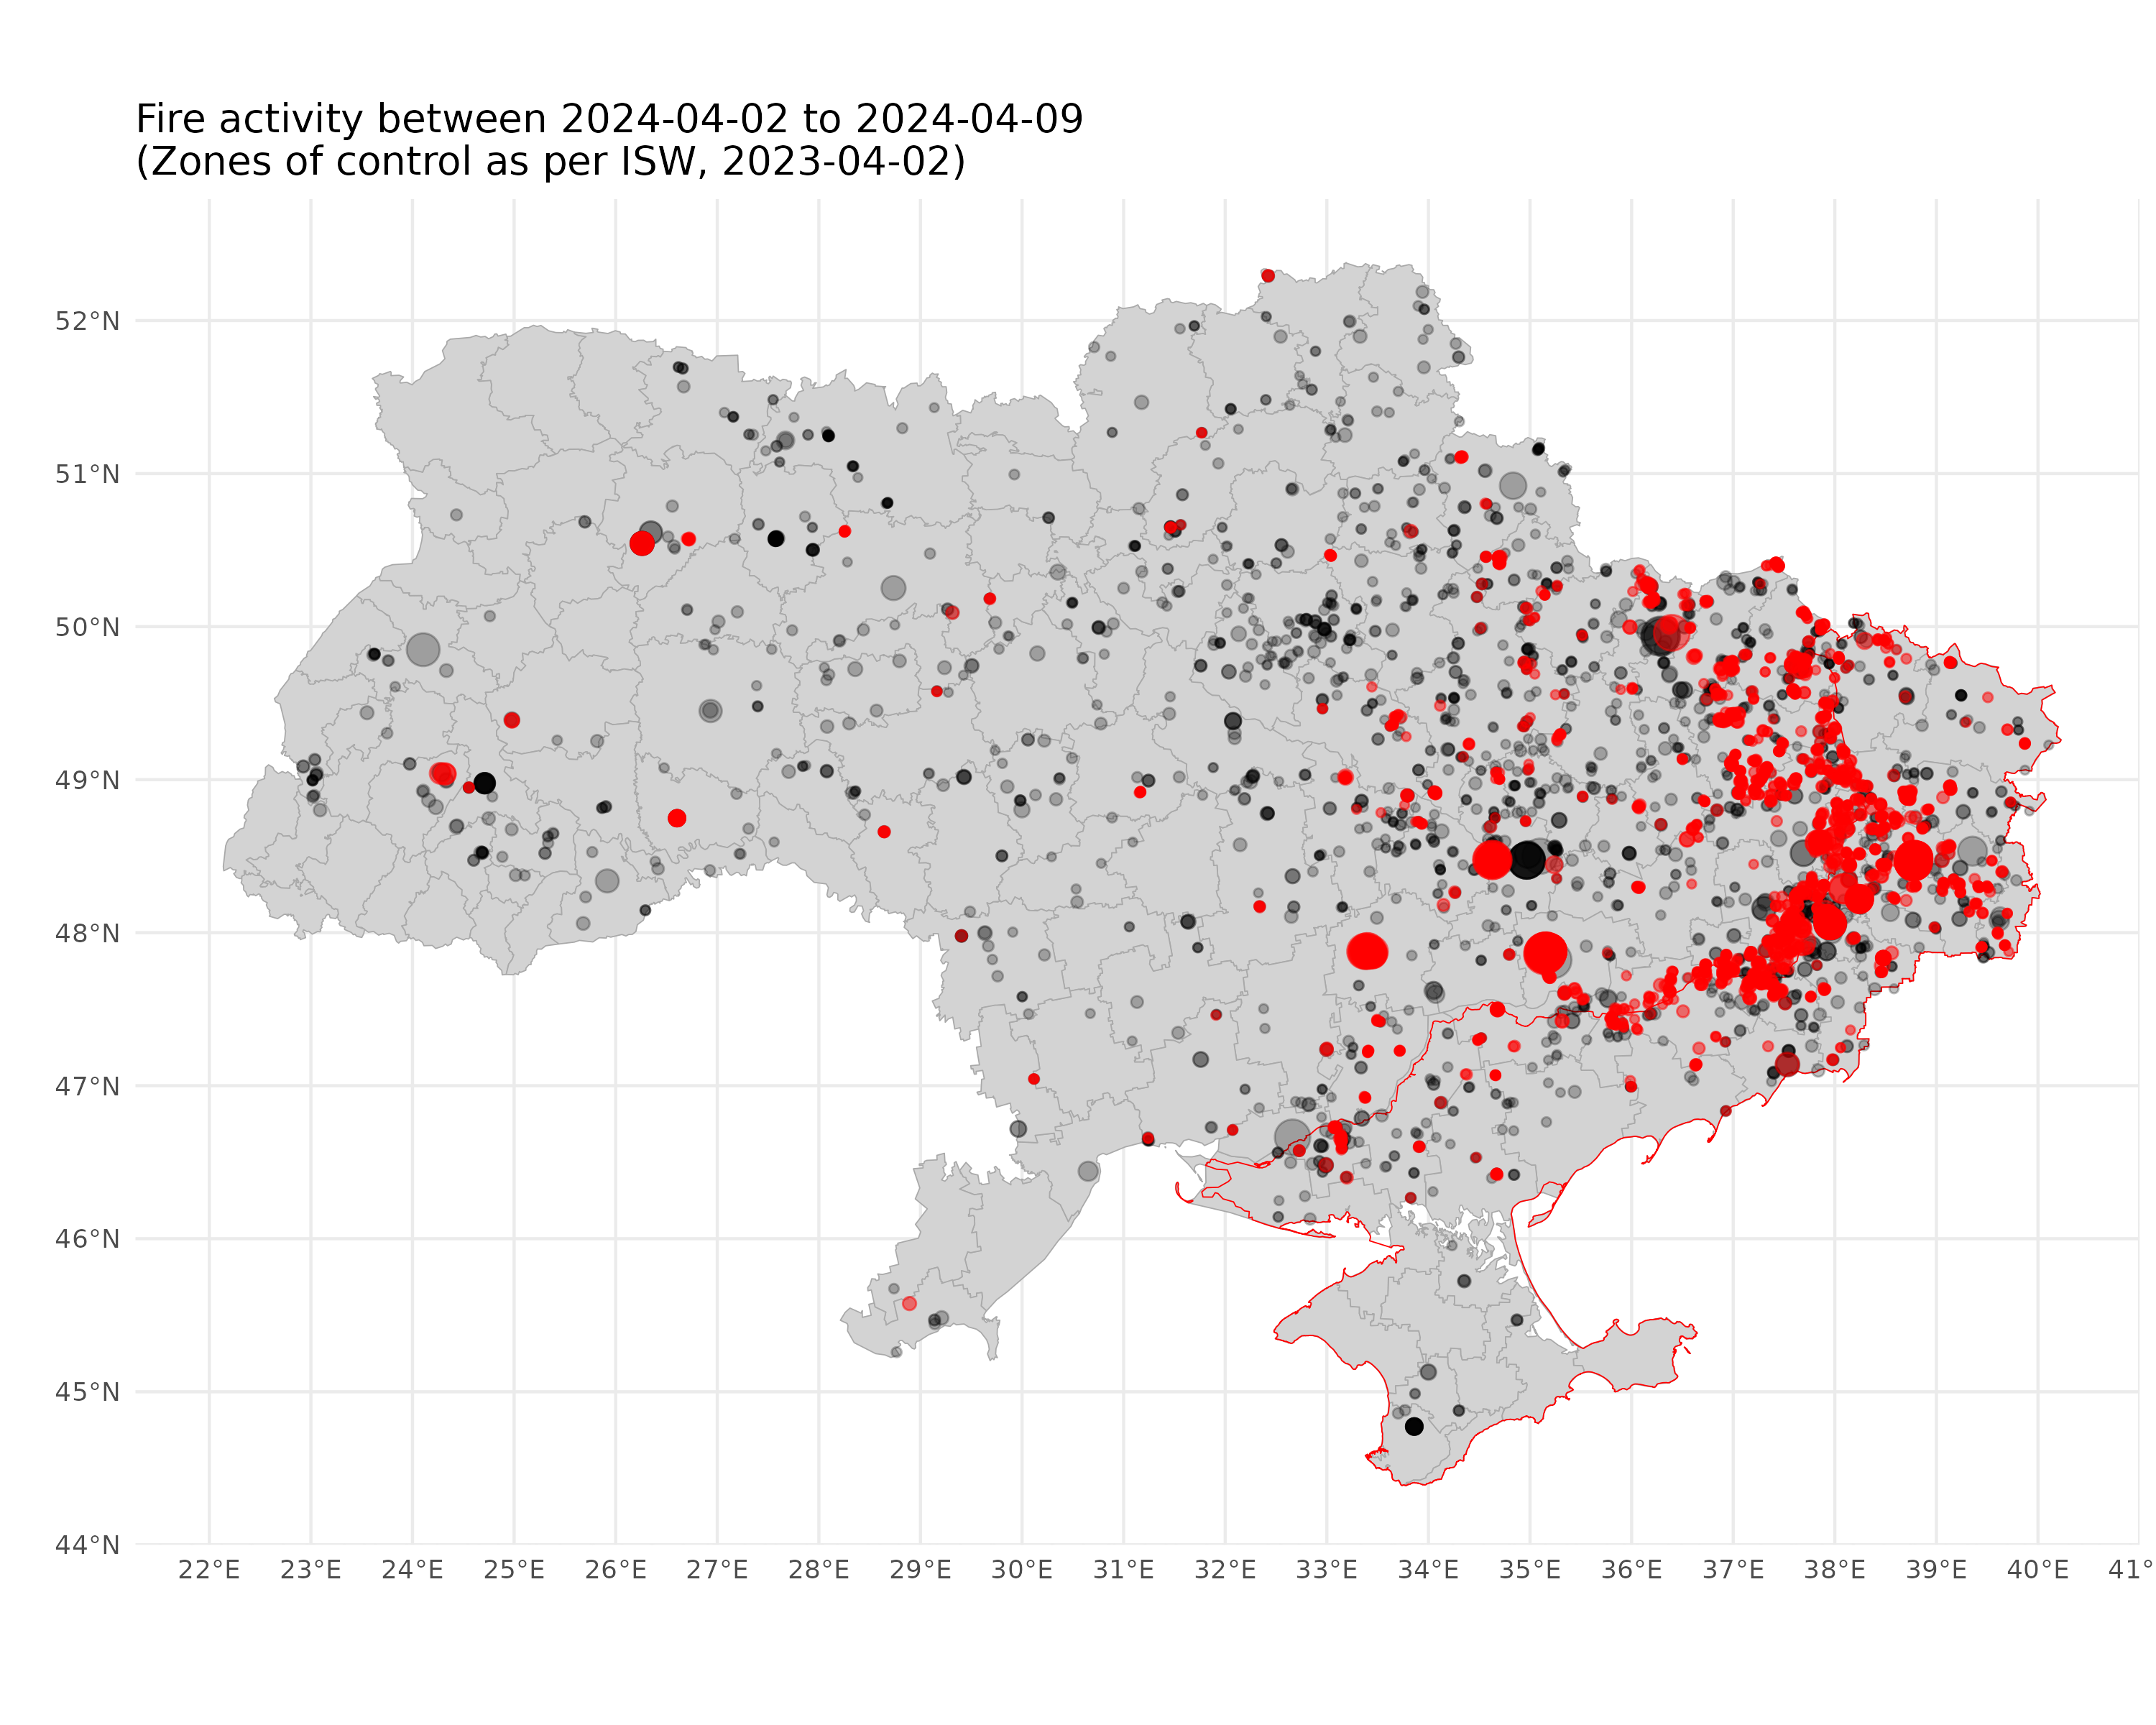 Fire activity between 2024-04-02 to 2024-04-09
(Zones of control as per ISW, 2023-04-02)
52°N
51°N
50°N
49°N
48°N
47°N
46°N
45°N
44°N
22°E 23°E 24°E 25°E 26°E 27°E 28°E 29°E 30°E 31°E 32°E 33°E 34°E 35°E 36°E 37°E 38°E 39°E 40°E 41°